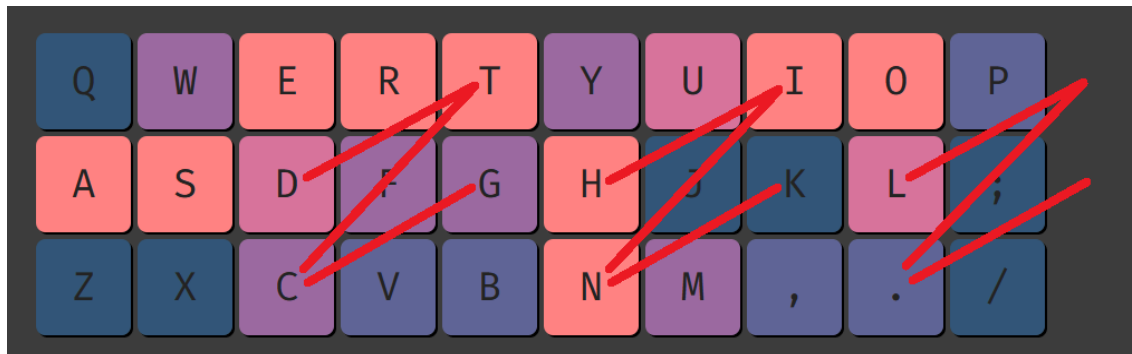 Q W E R T Y U I O P
A S D F G H J K L ;
Z X C V B N M , . /